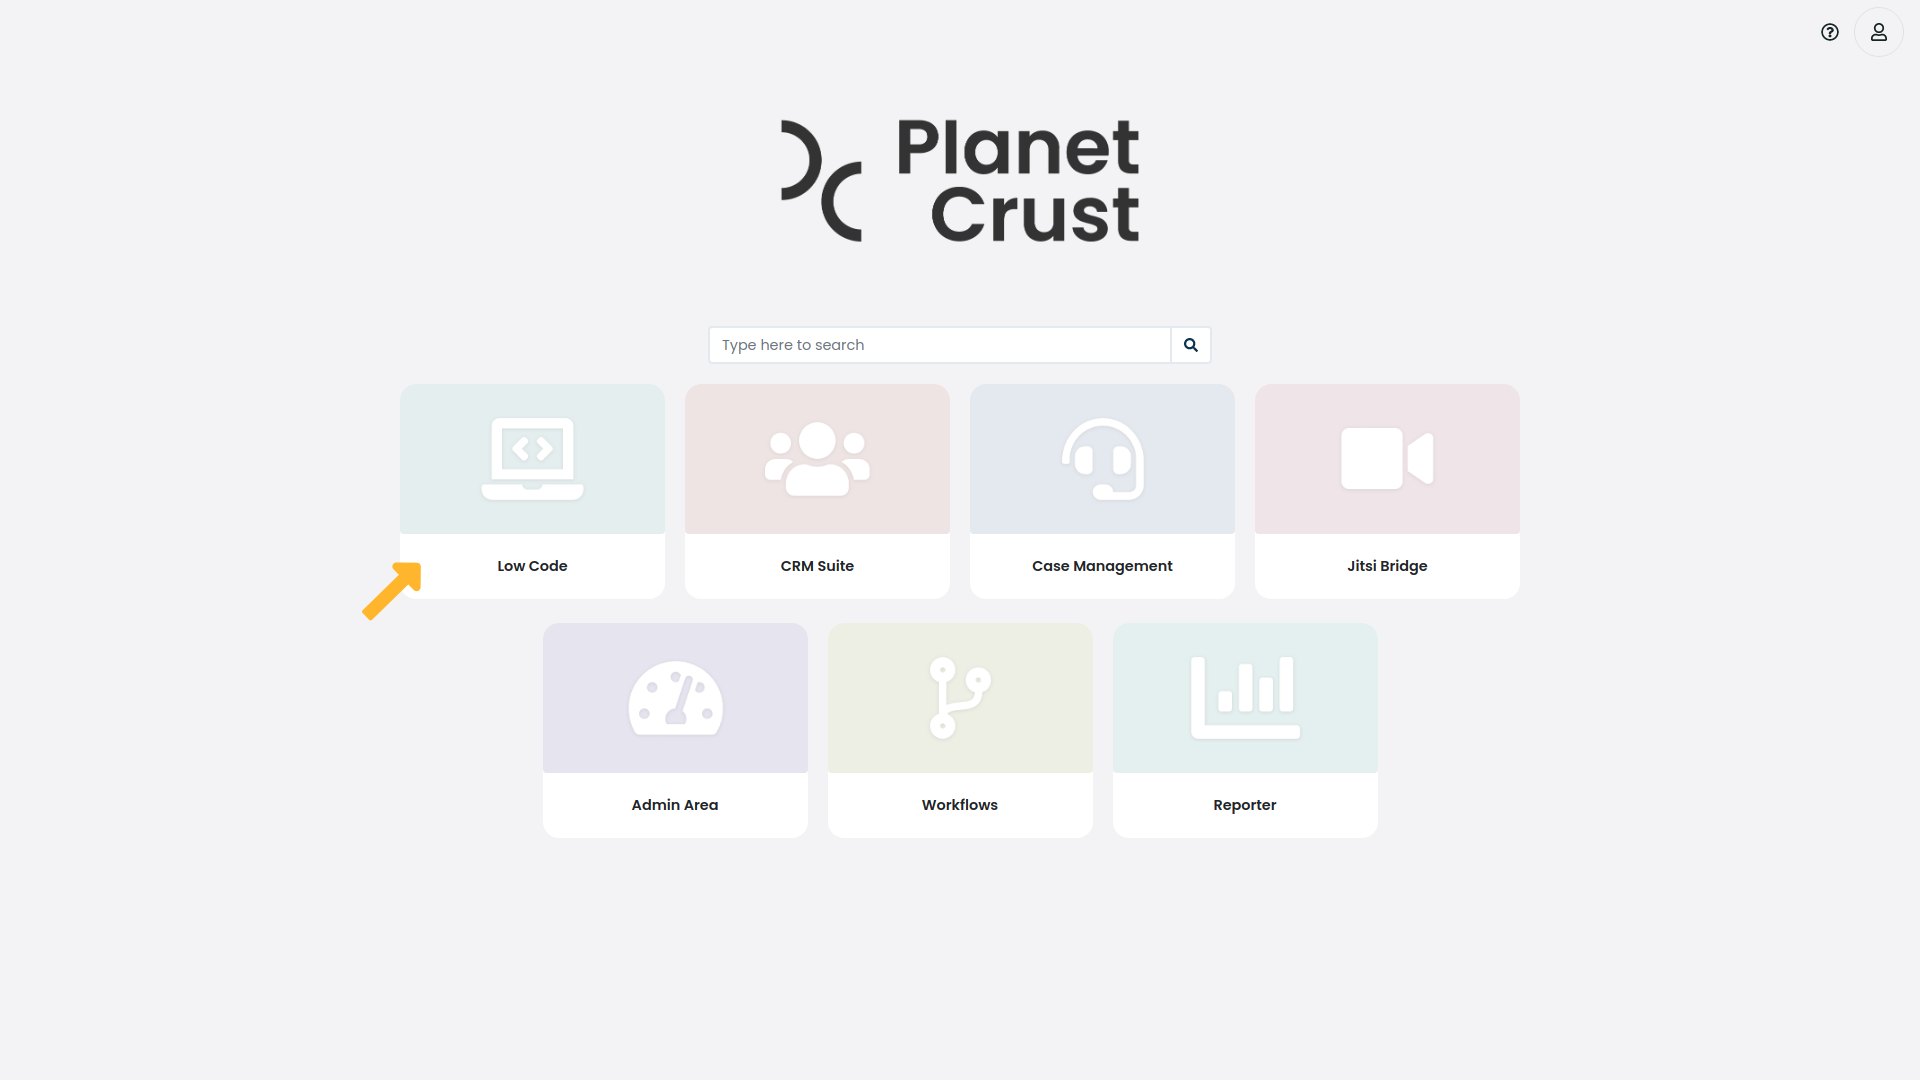 Planet
Crust
Type here to search
Low Code
CRM Suite
Case Management
Jitsi Bridge
Admin Area
Workflows
Reporter